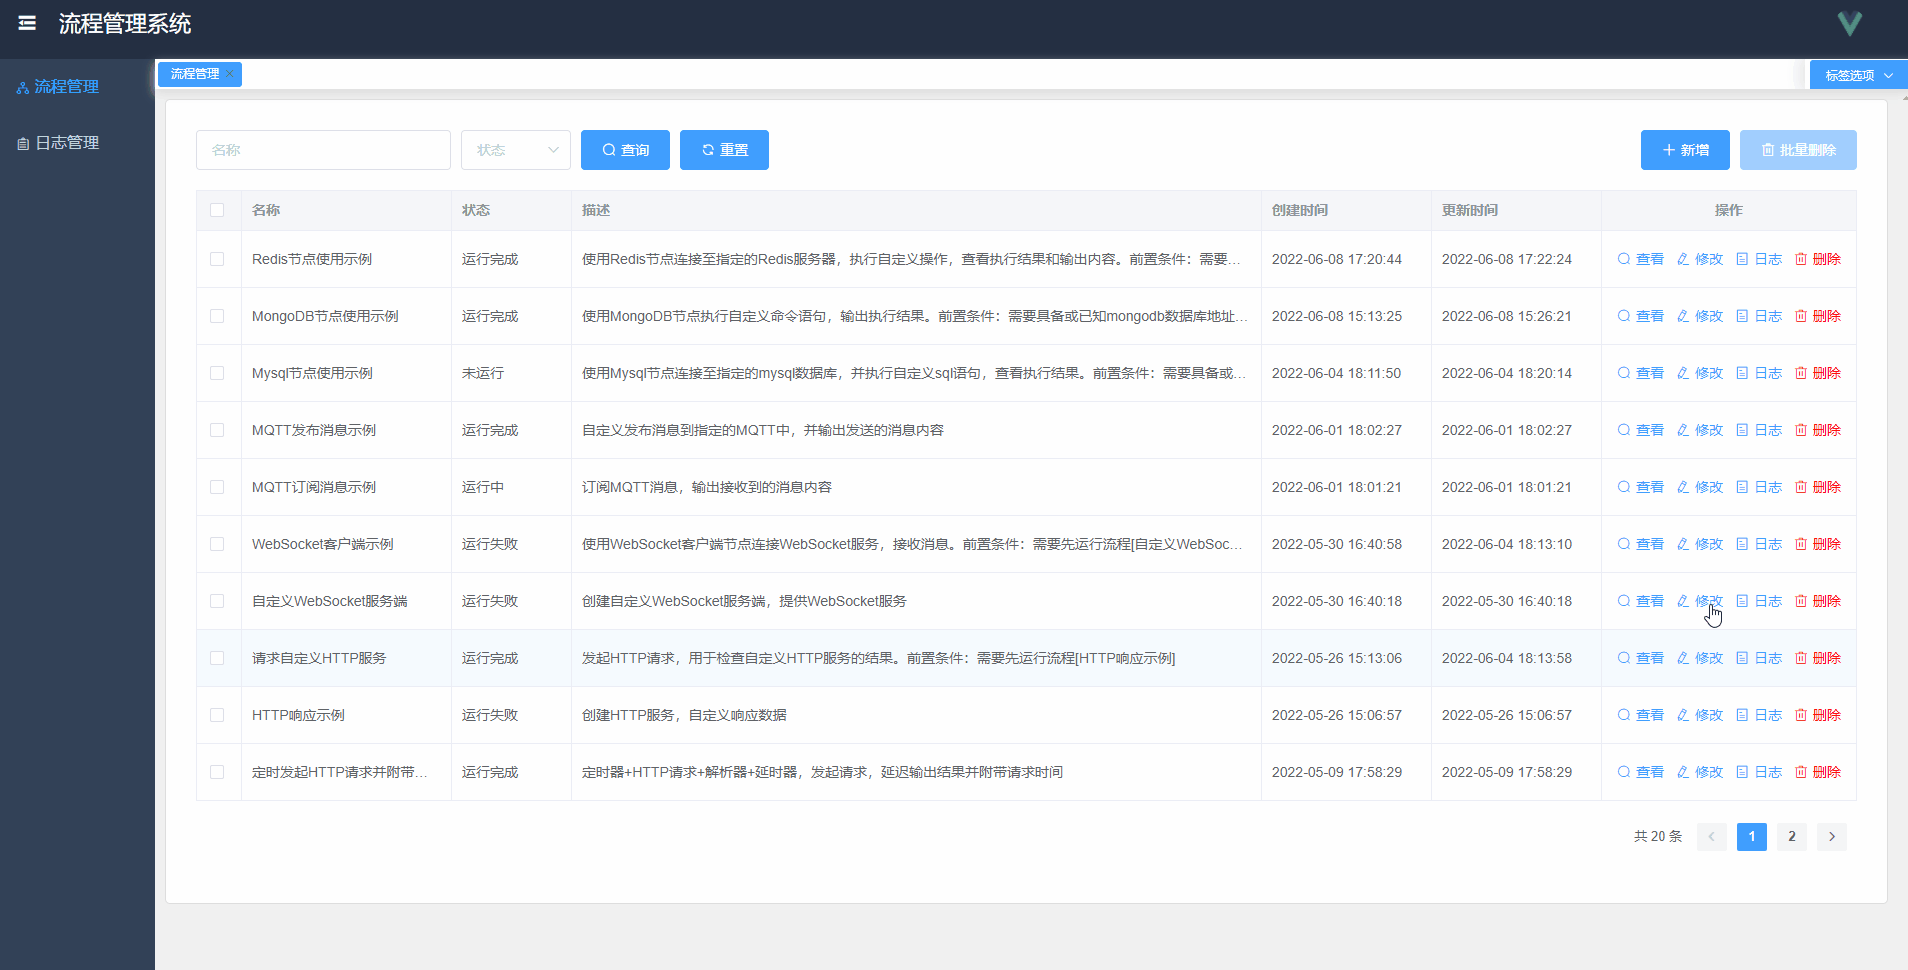 流程管理系统
流程管理
日志管理
流程管理
标签选项
名称 状态 查询 重置 新增 批量删除
名称 状态 描述 创建时间 更新时间 操作
Redis节点使用示例 运行完成 使用Redis节点连接至指定的Redis服务器，执行自定义操作，查看执行结果和输出内容。前置条件：需要... 2022-06-08 17:20:44 2022-06-08 17:22:24 查看 修改 日志 删除
MongoDB节点使用示例 运行完成 使用MongoDB节点执行自定义命令语句，输出执行结果。前置条件：需要具备或已知mongodb数据库地址... 2022-06-08 15:13:25 2022-06-08 15:26:21 查看 修改 日志 删除
Mysql节点使用示例 未运行 使用Mysql节点连接至指定的mysql数据库，并执行自定义sql语句，查看执行结果。前置条件：需要具备或... 2022-06-04 18:11:50 2022-06-04 18:20:14 查看 修改 日志 删除
MQTT发布消息示例 运行完成 自定义发布消息到指定的MQTT中，并输出发送的消息内容 2022-06-01 18:02:27 2022-06-01 18:02:27 查看 修改 日志 删除
MQTT订阅消息示例 运行中 订阅MQTT消息，输出接收到的消息内容 2022-06-01 18:01:21 2022-06-01 18:01:21 查看 修改 日志 删除
WebSocket客户端示例 运行失败 使用WebSocket客户端节点连接WebSocket服务，接收消息。前置条件：需要先运行流程[自定义WebSoc... 2022-05-30 16:40:58 2022-06-04 18:13:10 查看 修改 日志 删除
自定义WebSocket服务端 运行失败 创建自定义WebSocket服务端，提供WebSocket服务 2022-05-30 16:40:18 2022-05-30 16:40:18 查看 修改 日志 删除
请求自定义HTTP服务 运行完成 发起HTTP请求，用于检查自定义HTTP服务的结果。前置条件：需要先运行流程[HTTP响应示例] 2022-05-26 15:13:06 2022-06-04 18:13:58 查看 修改 日志 删除
HTTP响应示例 运行失败 创建HTTP服务，自定义响应数据 2022-05-26 15:06:57 2022-05-26 15:06:57 查看 修改 日志 删除
定时发起HTTP请求并附带... 运行完成 定时器+HTTP请求+解析器+延时器，发起请求，延迟输出结果并附带请求时间 2022-05-09 17:58:29 2022-05-09 17:58:29 查看 修改 日志 删除
共 20 条 1 2